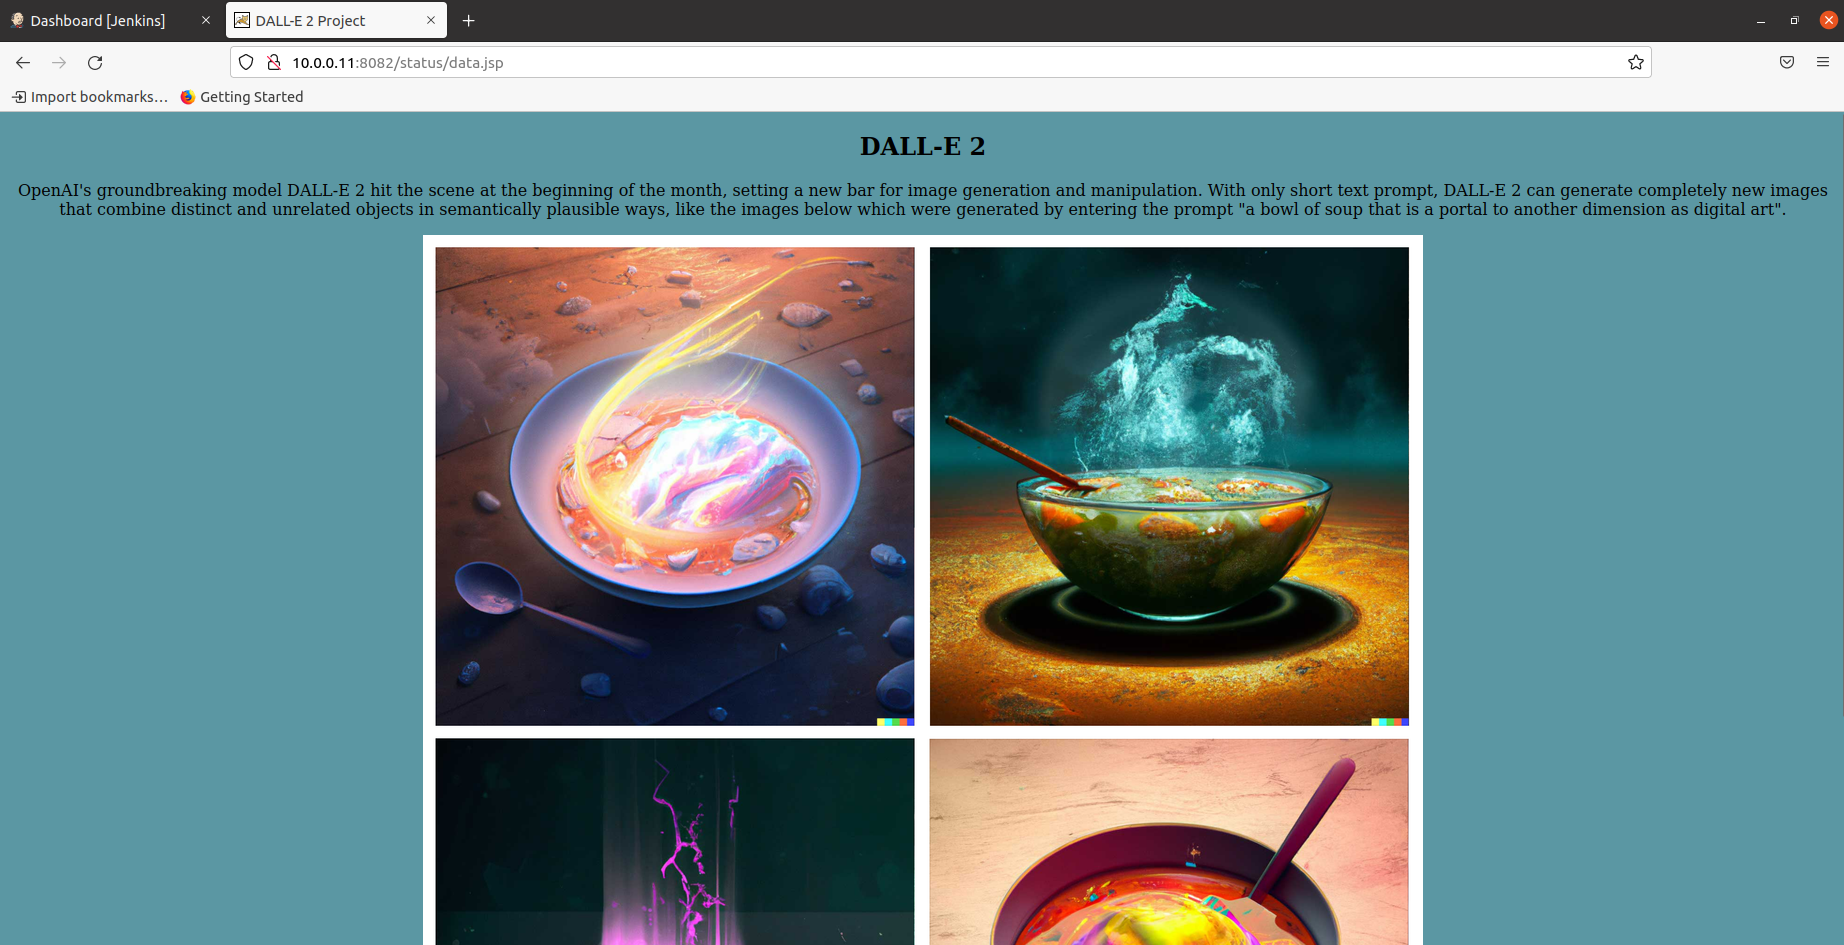 Dashboard [Jenkins]
DALL-E 2 Project
10.0.0.11:8082/status/data.jsp
Import bookmarks...
Getting Started
DALL-E 2
OpenAI's groundbreaking model DALL-E 2 hit the scene at the beginning of the month, setting a new bar for image generation and manipulation. With only short text prompt, DALL-E 2 can generate completely new images
that combine distinct and unrelated objects in semantically plausible ways, like the images below which were generated by entering the prompt "a bowl of soup that is a portal to another dimension as digital art".